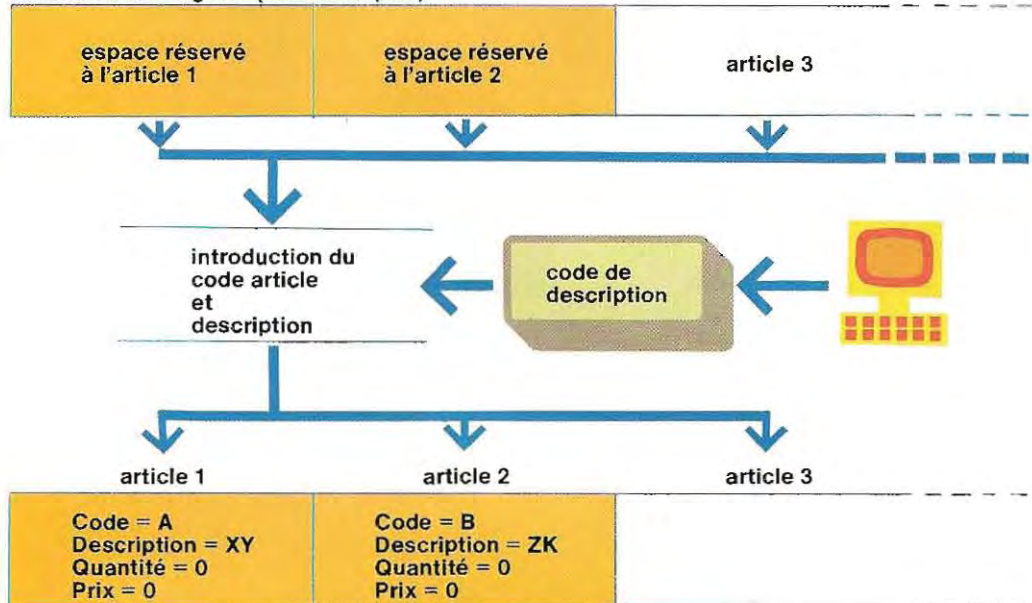 espace réservé
à l'article 1
espace réservé
à l'article 2
article 3
introduction du
code article
et
description
code de
description
article 1
article 2
article 3
Code = A
Description = XY
Quantité = 0
Prix = 0
Code = B
Description = ZK
Quantité = 0
Prix = 0